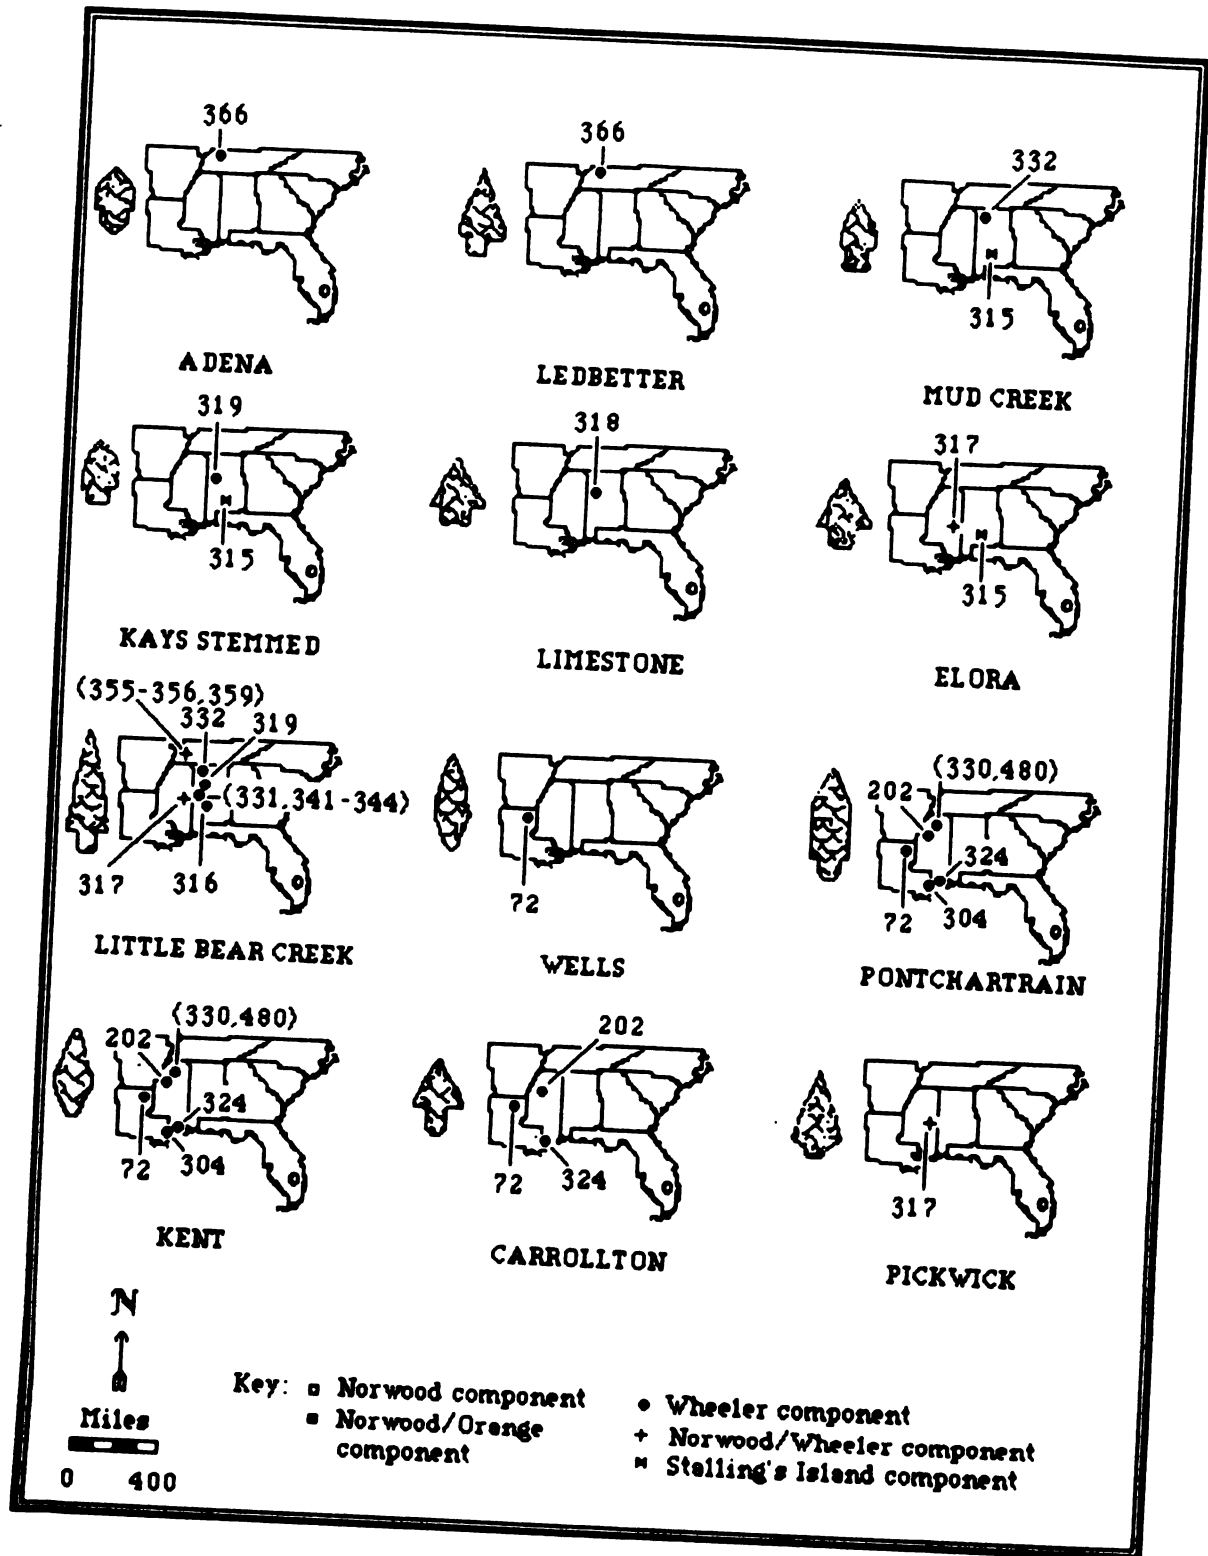 366
366
332
315
ADENA
LEDBETTER
MUD CREEK
319
318
317
315
315
KAYS STEMMED
LIMESTONE
ELORA
(355-356,359)
332
319
(331,341-344)
317
316
72
(330,480)
202
324
72
304
LITTLE BEAR CREEK
WELLS
PONTCHARTRAIN
(330,480)
202
324
72
304
202
72
324
317
KENT
CARROLLTON
PICKWICK
N
Miles
0 400
Key:
Norwood component
Norwood/Orange
component
Wheeler component
Norwood/Wheeler component
Stalling's Island component